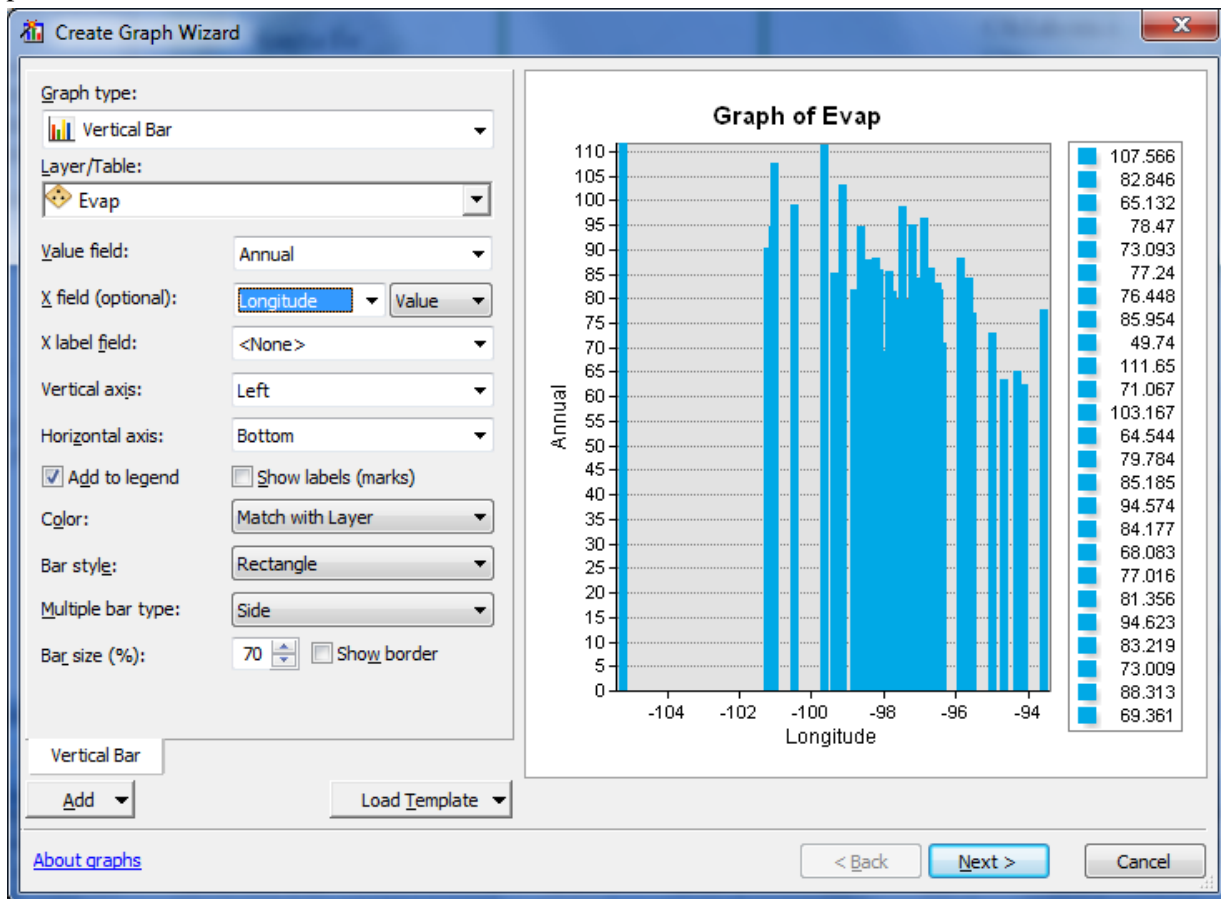 Create Graph Wizard
Graph type:
Vertical Bar
Layer/Table:
Evap
Value field:
Annual
X field (optional):
Longitude
Value
X label field:
<None>
Vertical axis:
Left
Horizontal axis:
Bottom
Add to legend
Show labels (marks)
Color:
Match with Layer
Bar style:
Rectangle
Multiple bar type:
Side
Bar size (%):
70
Show border
Vertical Bar
Add
Load Template
Graph of Evap
110
105
100
95
90
85
80
75
70
65
60
55
50
45
40
35
30
25
20
15
10
5
0
Annual
-104 -102 -100 -98 -96 -94
Longitude
107.566
82.846
65.132
78.47
73.093
77.24
76.448
85.954
49.74
111.65
71.067
103.167
64.544
79.784
85.185
94.574
84.177
68.083
77.016
81.356
94.623
83.219
73.009
88.313
69.361
About graphs
< Back
Next >
Cancel